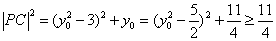 |PC|² = (y₀² − 3)² + y₀ = (y₀² − 5/2)² + 11/4 ≥ 11/4